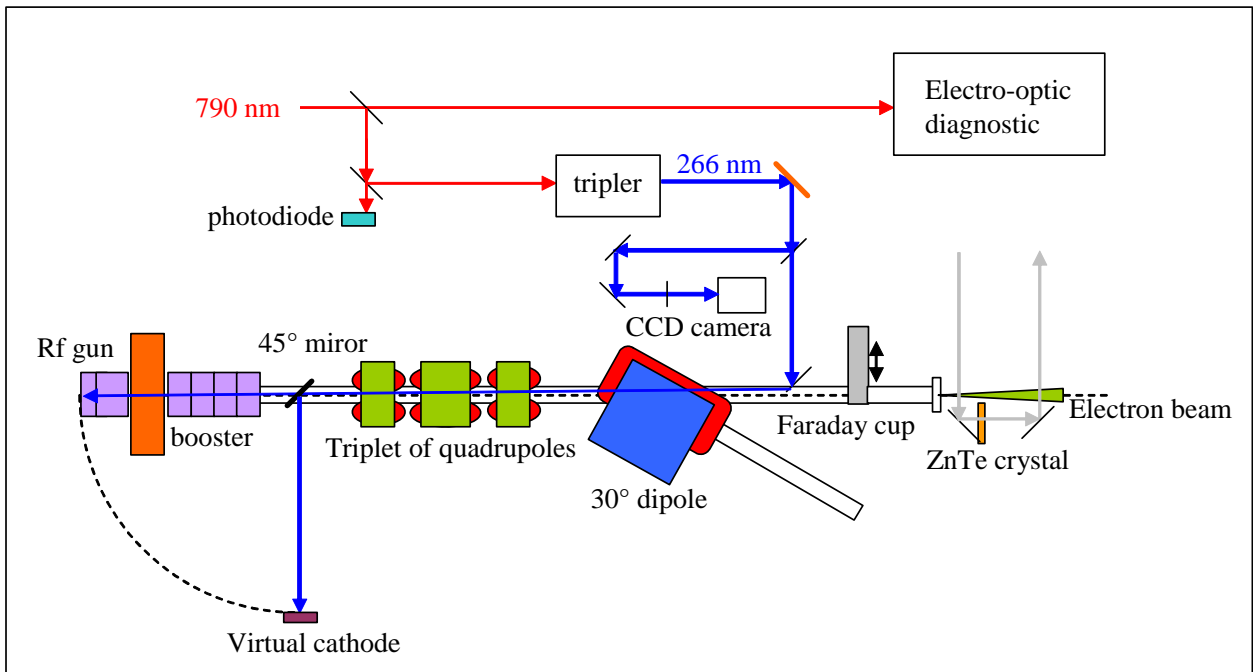 790 nm
Electro-optic
diagnostic
266 nm
tripler
photodiode
CCD camera
Rf gun
45° miror
booster
Triplet of quadrupoles
30° dipole
Faraday cup
Electron beam
ZnTe crystal
Virtual cathode